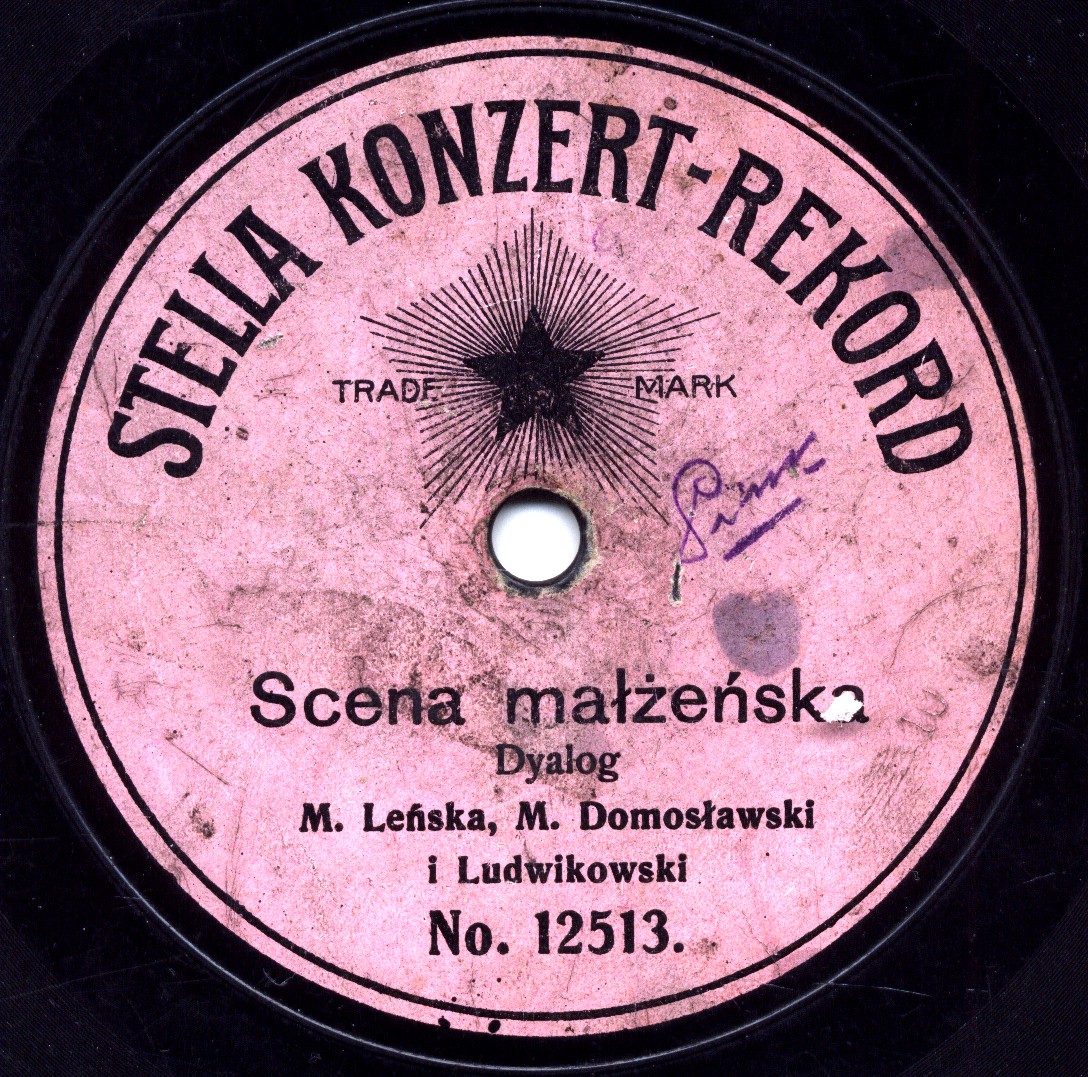 STELLA KONZERT-REKORD
TRADE MARK
Scena małżeńska
Dyalog
M. Leńska, M. Domosławski
i Ludwikowski
No. 12513.